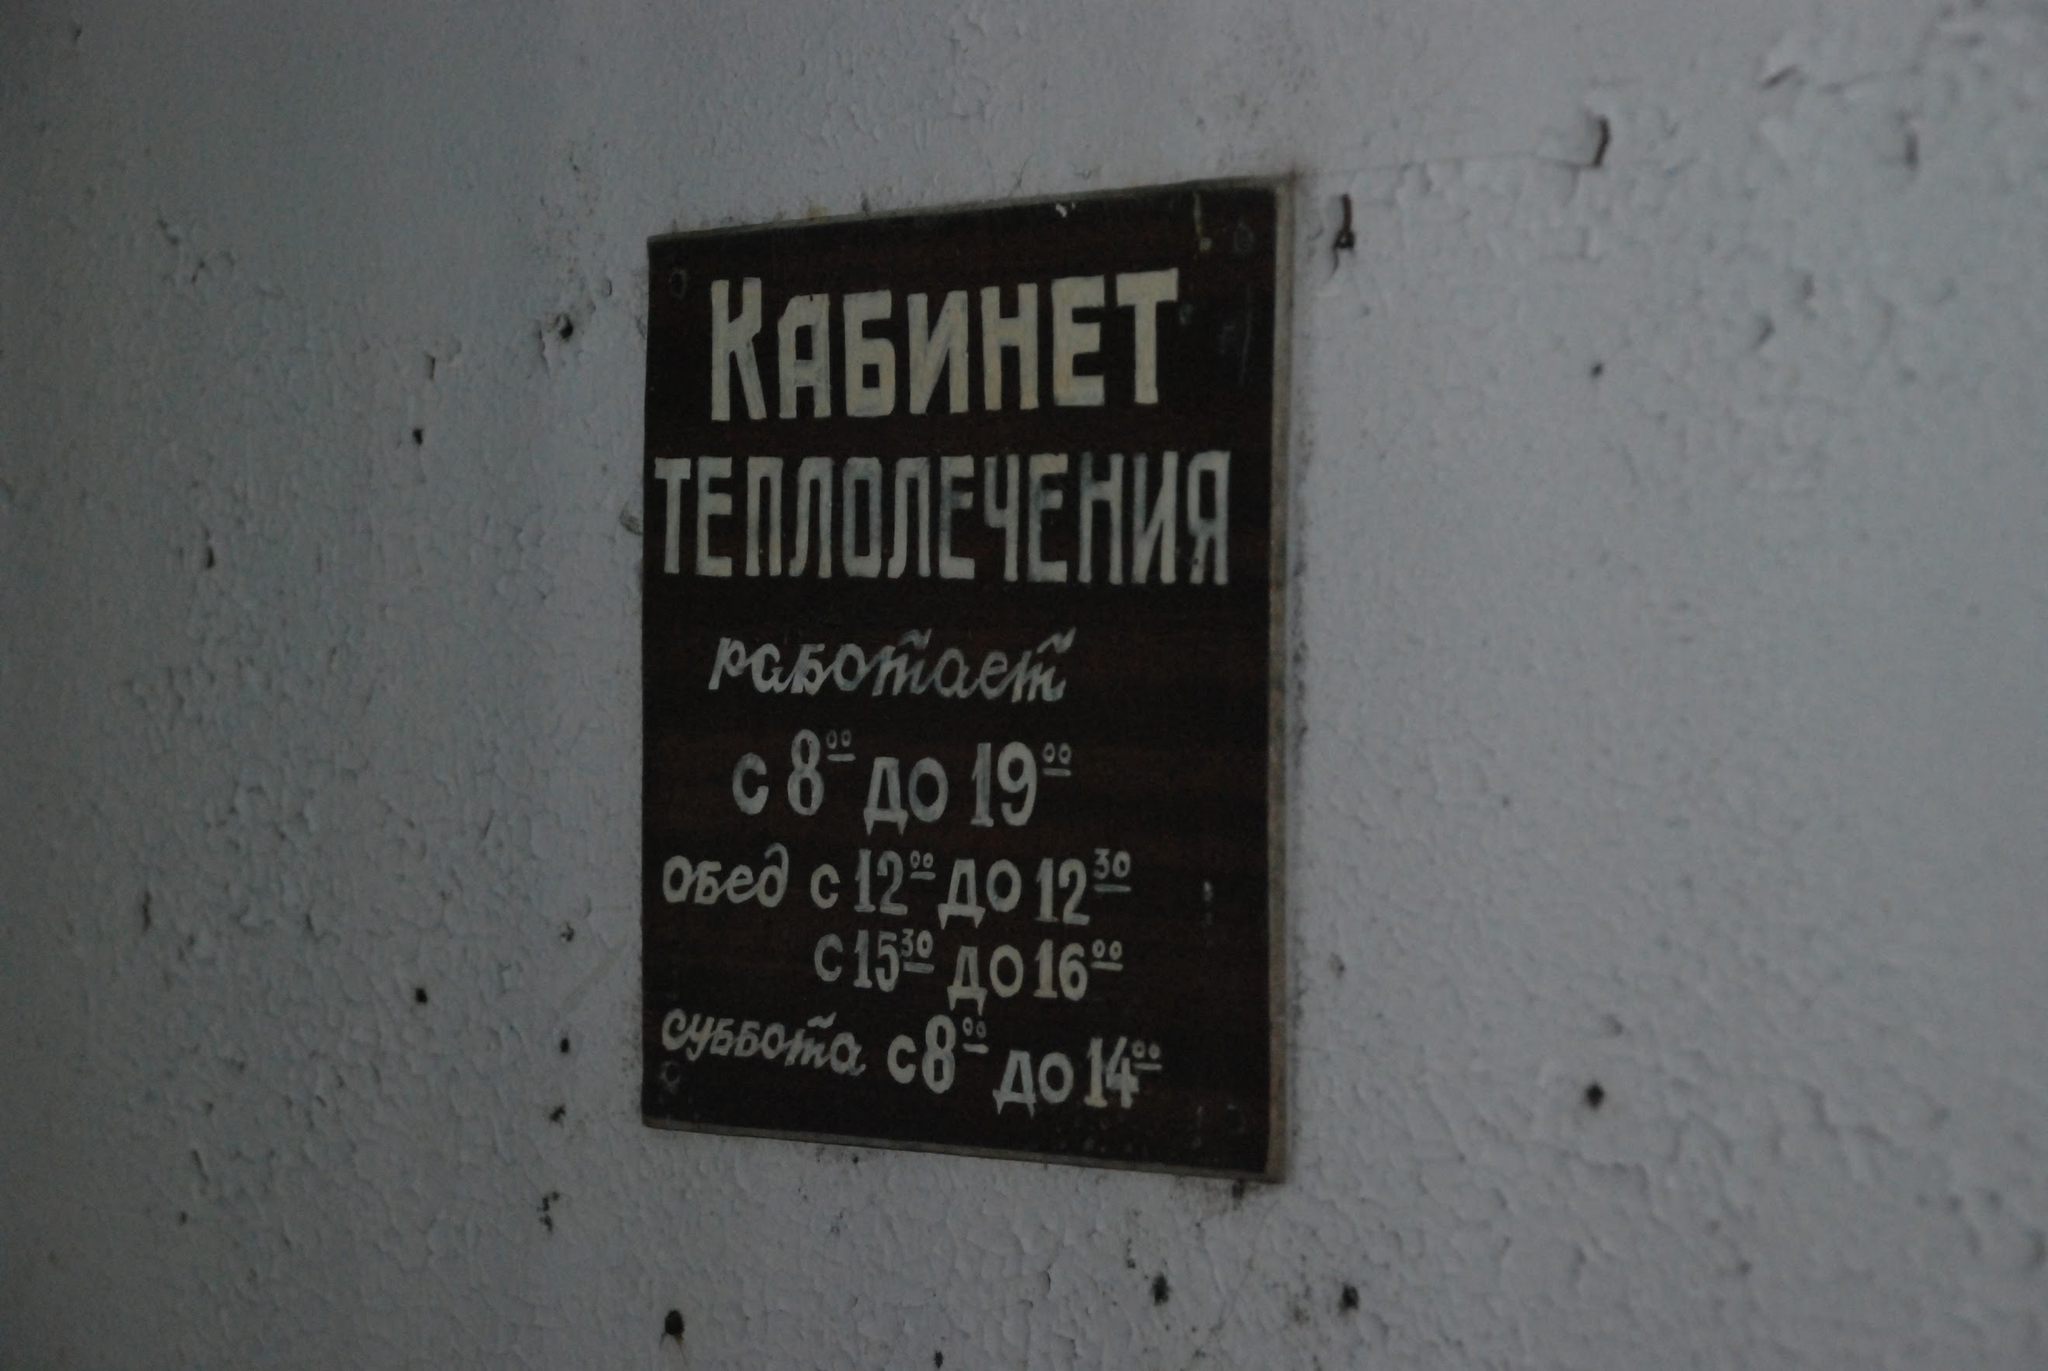 КАБИНЕТ
ТЕПЛОЛЕЧЕНИЯ
работает
с 8⁰⁰ до 19⁰⁰
обед с 12⁰⁰ до 12³⁰
с 15³⁰ до 16⁰⁰
суббота с 8⁰⁰ до 14⁰⁰